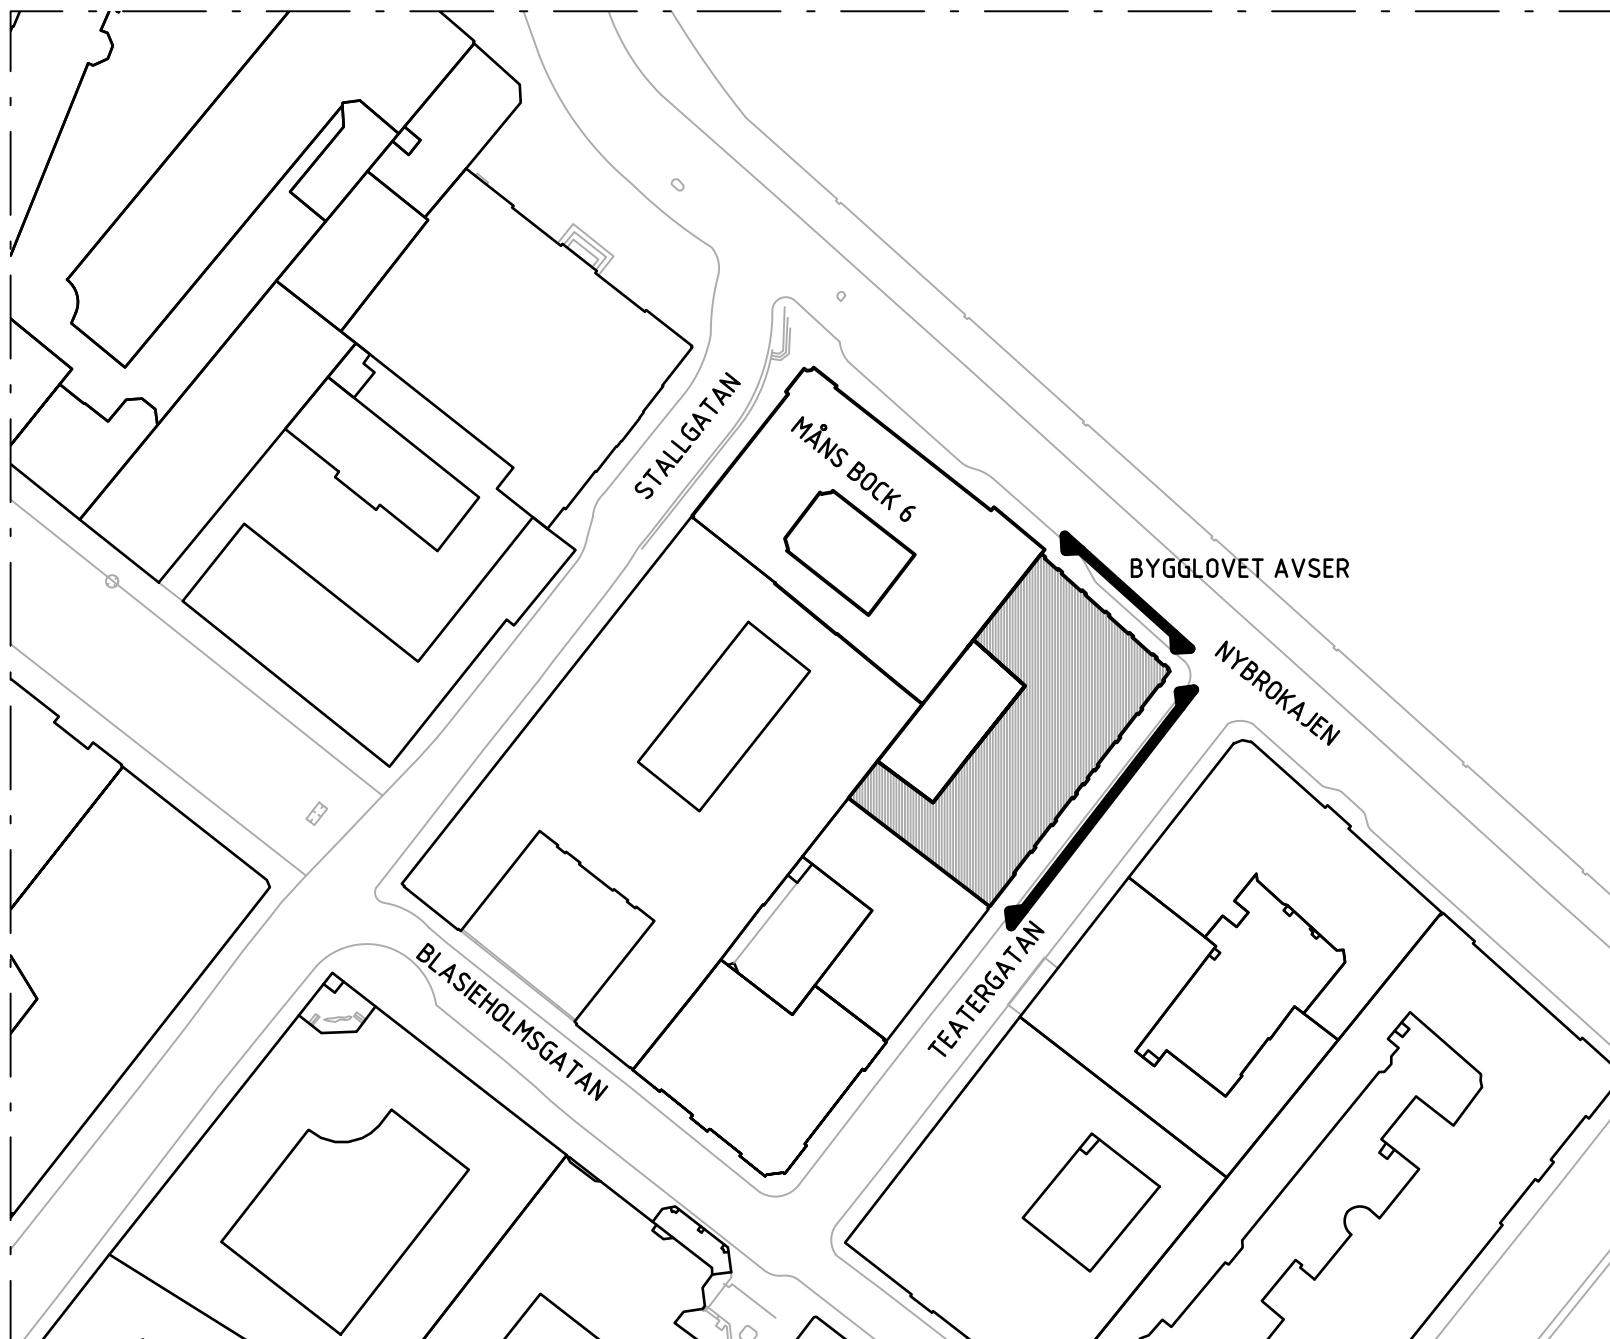 STALLGATAN
MÅNS BOCK 6
BYGGLOVET AVSER
NYBROKAJEN
BLASIEHOLMSGATAN
TEATERGATAN